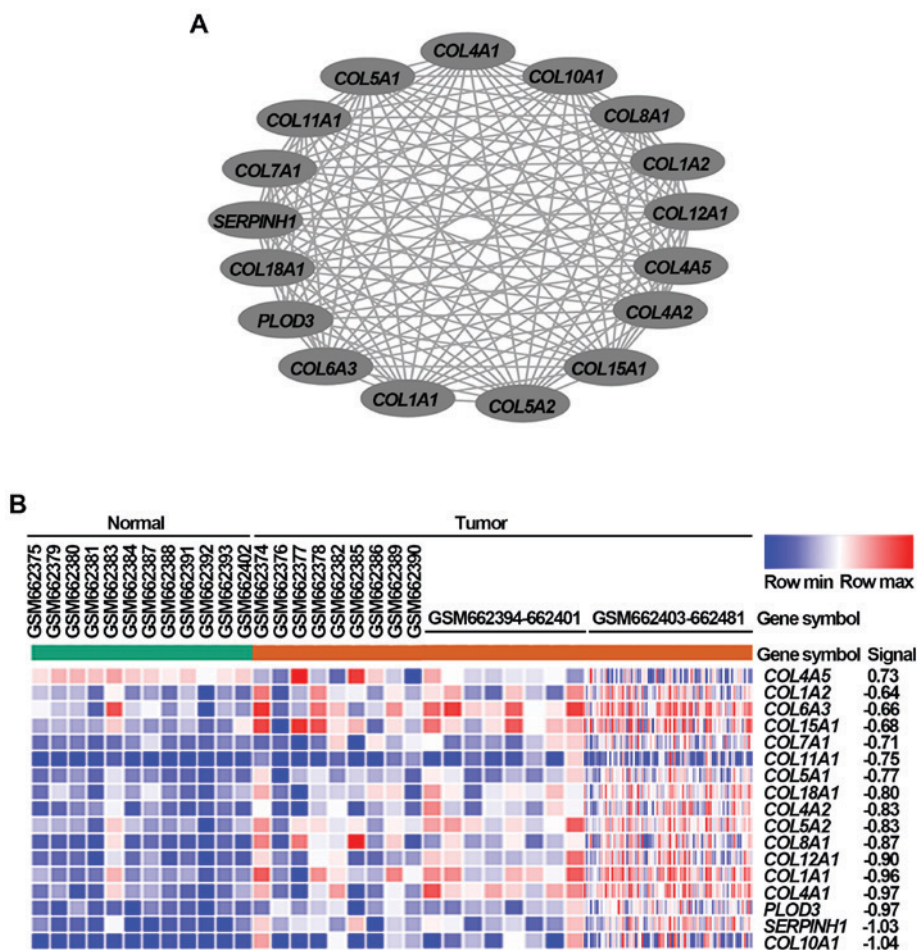 A
COL4A1
COL5A1
COL10A1
COL11A1
COL8A1
COL7A1
COL1A2
SERPINH1
COL12A1
COL18A1
COL4A5
PLOD3
COL4A2
COL6A3
COL15A1
COL1A1
COL5A2
B
Normal
Tumor
GSM662375
GSM662379
GSM662380
GSM662381
GSM662383
GSM662384
GSM662387
GSM662388
GSM662391
GSM662392
GSM662393
GSM662402
GSM662374
GSM662376
GSM662377
GSM662378
GSM662382
GSM662385
GSM662386
GSM662389
GSM662390
GSM662394-662401
GSM662403-662481
Row min Row max
Gene symbol
Gene symbol Signal
COL4A5 0.73
COL1A2 -0.64
COL6A3 -0.66
COL15A1 -0.68
COL7A1 -0.71
COL11A1 -0.75
COL5A1 -0.77
COL18A1 -0.80
COL4A2 -0.83
COL5A2 -0.83
COL8A1 -0.87
COL12A1 -0.90
COL1A1 -0.96
COL4A1 -0.97
PLOD3 -0.97
SERPINH1 -1.03
COL10A1 -1.04